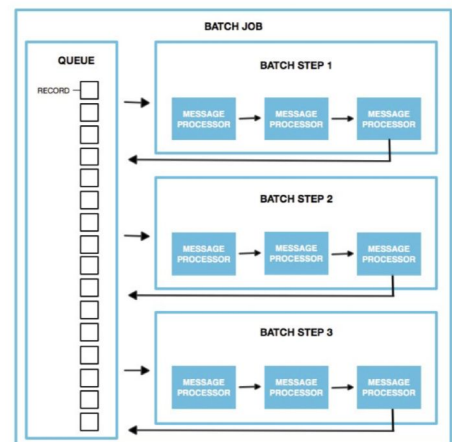 BATCH JOB
QUEUE
RECORD
BATCH STEP 1
MESSAGE PROCESSOR
MESSAGE PROCESSOR
MESSAGE PROCESSOR
BATCH STEP 2
MESSAGE PROCESSOR
MESSAGE PROCESSOR
MESSAGE PROCESSOR
BATCH STEP 3
MESSAGE PROCESSOR
MESSAGE PROCESSOR
MESSAGE PROCESSOR